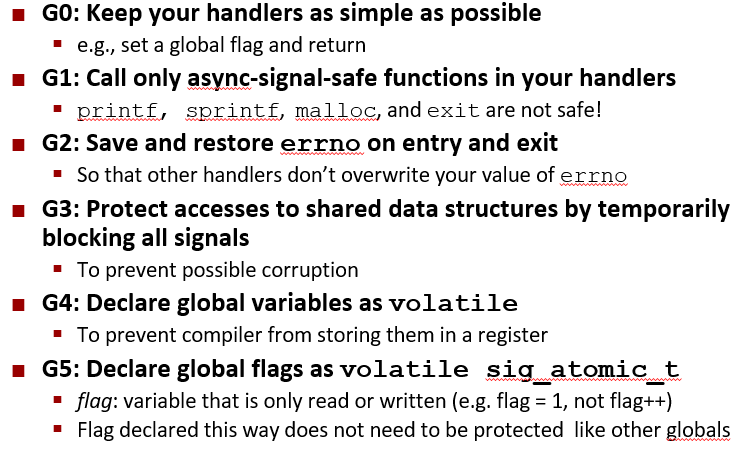 G0: Keep your handlers as simple as possible
e.g., set a global flag and return
G1: Call only async-signal-safe functions in your handlers
printf, sprintf, malloc, and exit are not safe!
G2: Save and restore errno on entry and exit
So that other handlers don’t overwrite your value of errno
G3: Protect accesses to shared data structures by temporarily
blocking all signals
To prevent possible corruption
G4: Declare global variables as volatile
To prevent compiler from storing them in a register
G5: Declare global flags as volatile sig_atomic_t
flag: variable that is only read or written (e.g. flag = 1, not flag++)
Flag declared this way does not need to be protected like other globals